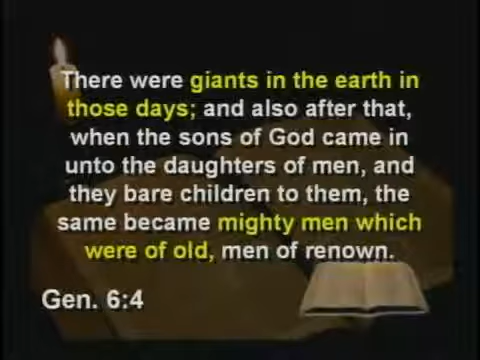 There were giants in the earth in
those days; and also after that,
when the sons of God came in
unto the daughters of men, and
they bare children to them, the
same became mighty men which
were of old, men of renown.
Gen. 6:4